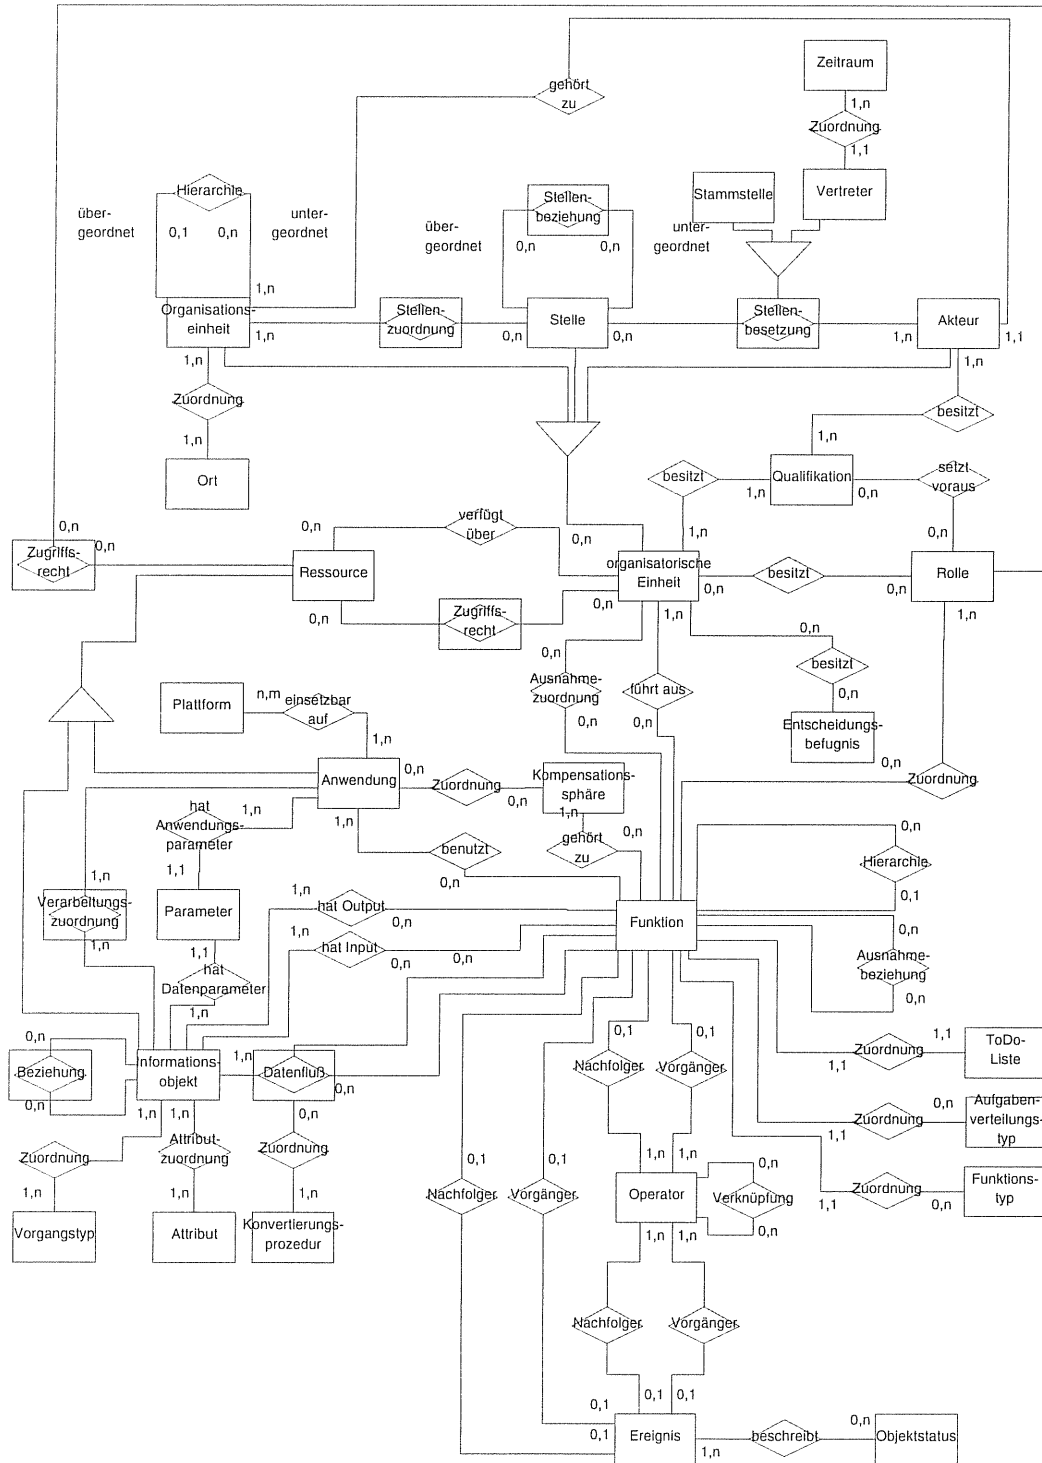 Zeitraum
gehört
zu
1,n
Zuordnung
1,1
Hierarchie
Stellen-
beziehung
Stammstelle
Vertreter
über-
geordnet
0,1
0,n
unter-
geordnet
über-
geordnet
0,n
0,n
unter-
geordnet
1,n
Organisations-
einheit
1,n
Stellen-
zuordnung
0,n
Stelle
0,n
Stellen-
besetzung
1,n
Akteur
1,1
1,n
1,n
Zuordnung
besitzt
1,n
1,n
Ort
besitzt
1,n
Qualifikation
0,n
setzt
voraus
0,n
0,n
verfügt
über
0,n
1,n
0,n
Zugriffs-
recht
0,n
Ressource
organisatorische
Einheit
besitzt
Rolle
0,n
Zugriffs-
recht
0,n
0,n
0,n
1,n
1,n
0,n
0,n
Ausnahme-
zuordnung
führt aus
besitzt
0,n
0,n
0,n
Plattform
n,m
einsetzbar
auf
1,n
Entscheidungs-
befugnis
Anwendung
0,n
Zuordnung
0,n
Kompensations-
sphäre
0,n
Zuordnung
hat
Anwendungs-
parameter
1,n
1,n
1,n
benutzt
gehört
zu
0,n
0,n
Hierarchie
1,1
1,n
0,n
0,1
Verarbeitungs-
zuordnung
1,n
Parameter
1,n
hat Output
0,n
Funktion
1,n
hat Input
0,n
0,n
0,n
1,1
hat
Datenparameter
1,n
Ausnahme-
beziehung
0,n
0,n
Beziehung
0,n
Informations-
objekt
1,n
Datenfluß
0,n
0,1
Nachfolger
0,1
Vorgänger
Zuordnung
1,1
1,1
ToDo-
Liste
1,n
1,n
0,n
Zuordnung
1,1
0,n
Aufgaben-
verteilungs-
typ
Zuordnung
Attribut-
zuordnung
Zuordnung
1,n
1,n
1,n
0,1
0,1
1,n
1,n
0,n
Nachfolger
Vorgänger
Operator
Verknüpfung
0,n
Zuordnung
1,1
0,n
Funktions-
typ
Vorgangstyp
Attribut
Konvertierungs-
prozedur
1,n
1,n
Nachfolger
Vorgänger
0,1
0,1
0,1
0,1
Ereignis
1,n
beschreibt
0,n
Objektstatus